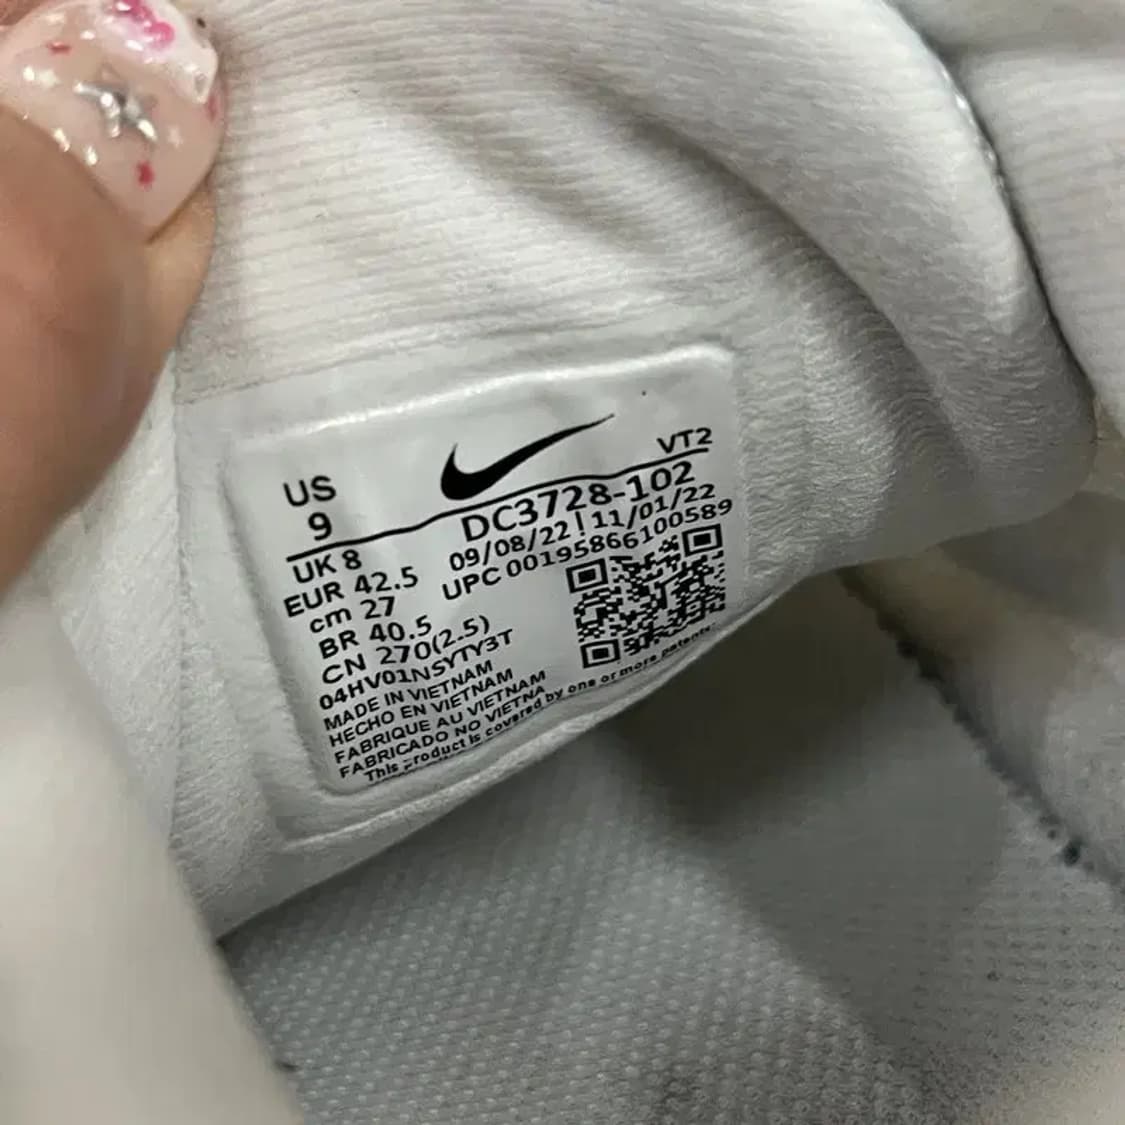 VT2
US
9
DC3728-102
09/08/22 | 11/01/22
UPC 00195866100589
UK 8
EUR 42.5
cm 27
BR 40.5
CN 270(2.5)
04HV01NSYTY3T
MADE IN VIETNAM
HECHO EN VIETNAM
FABRIQUE AU VIETNAM
FABRICADO NO VIETNA
This product is covered by one or more patents.